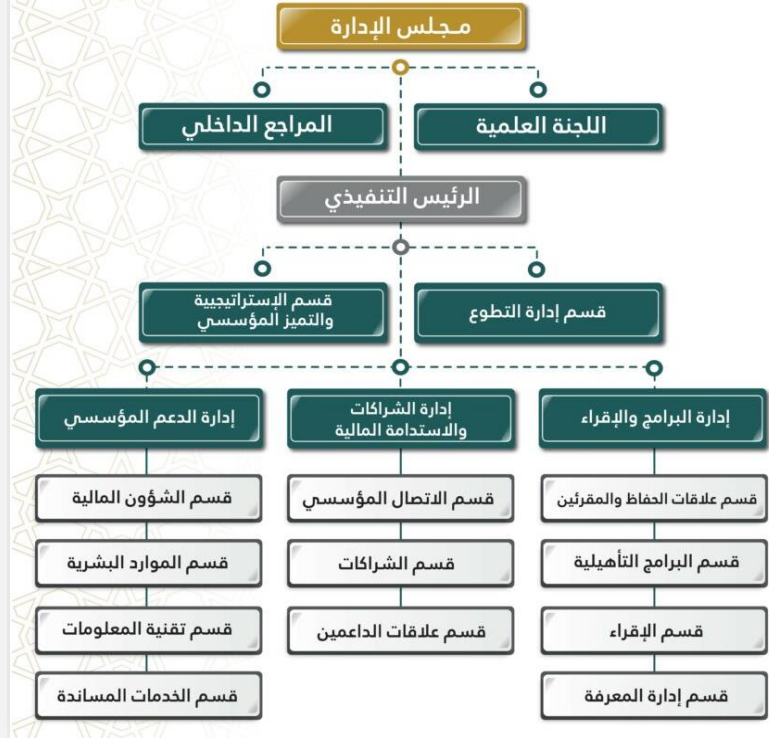 مجلس الإدارة
اللجنة العلمية
المراجع الداخلي
الرئيس التنفيذي
قسم إدارة التطوع
قسم الإستراتيجيية
والتميز المؤسسي
إدارة البرامج والإقراء
إدارة الشراكات
والاستدامة المالية
إدارة الدعم المؤسسي
قسم علاقات الحفاظ والمقرئين
قسم الاتصال المؤسسي
قسم الشؤون المالية
قسم البرامج التأهيلية
قسم الشراكات
قسم الموارد البشرية
قسم الإقراء
قسم علاقات الداعمين
قسم تقنية المعلومات
قسم إدارة المعرفة
قسم الخدمات المساندة